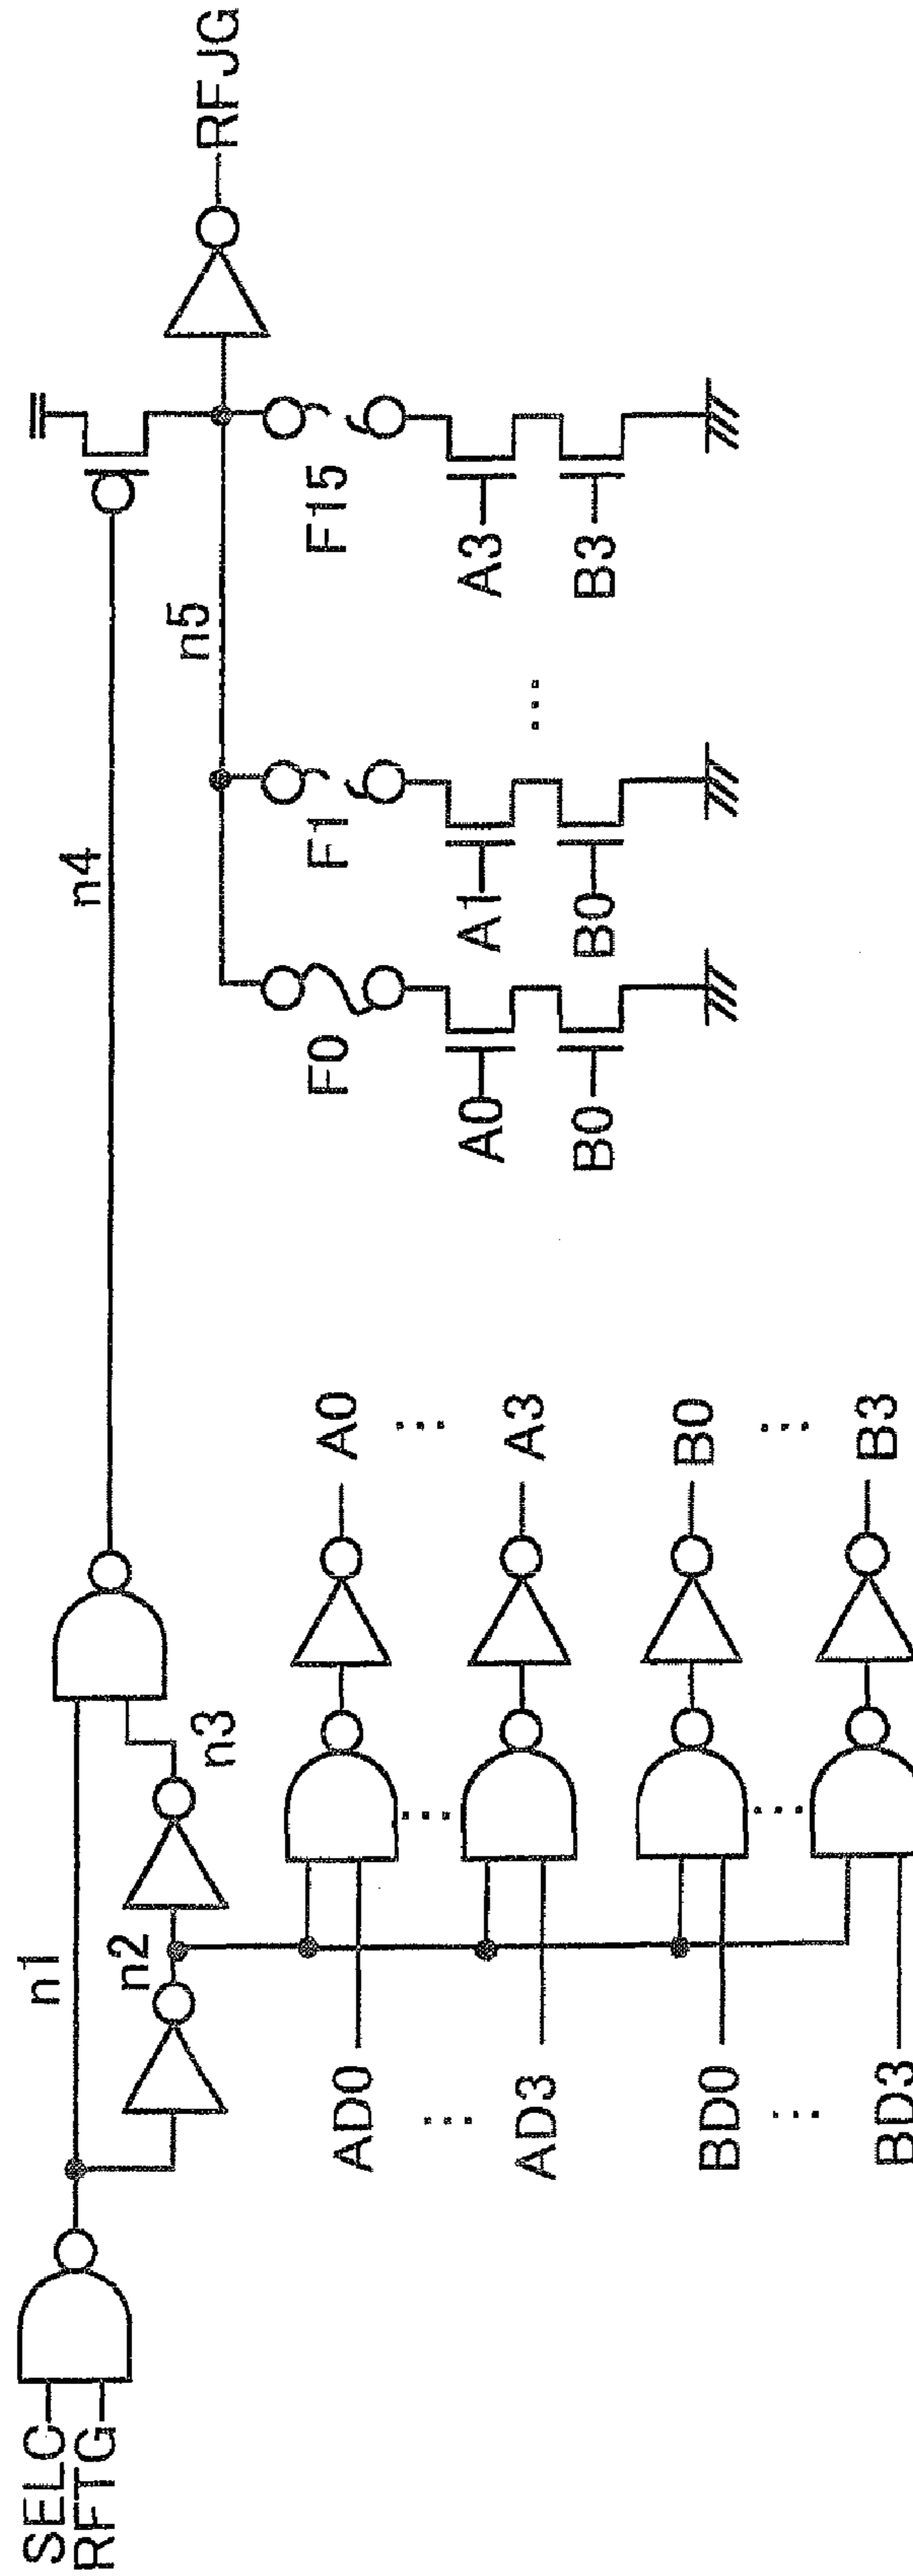 SELC
RFTG
n1
n2
n3
n4
n5
RFJG
AD0
...
AD3
BD0
...
BD3
...
...
A0
...
A3
B0
...
B3
F0
F1
F15
A0
A1
A3
...
B0
B0
B3